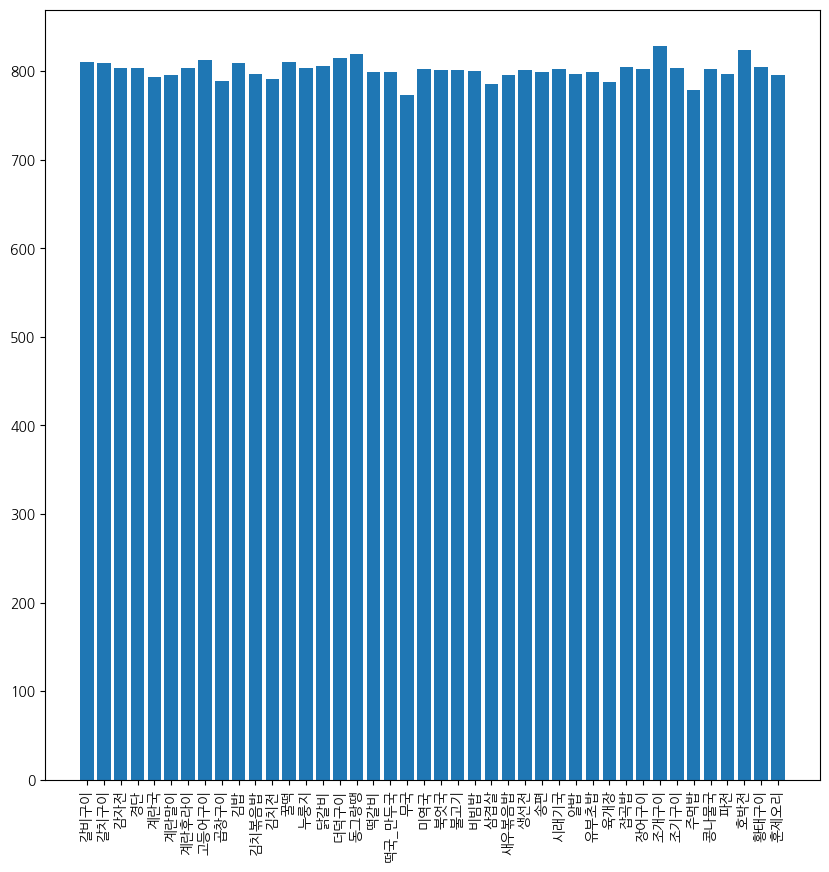 800
700
600
500
400
300
200
100
0
갈비구이
갈치구이
감자전
경단
계란국
계란말이
계란후라이
고등어구이
곱창구이
김밥
김치볶음밥
김치전
꿀떡
누룽지
닭갈비
더덕구이
동그랑땡
떡갈비
떡국_만두국
무국
미역국
북엇국
불고기
비빔밥
삼겹살
새우볶음밥
생선전
송편
시래기국
알밥
유부초밥
육개장
잡곡밥
장어구이
조개구이
조기구이
주먹밥
콩나물국
파전
호박전
황태구이
훈제오리